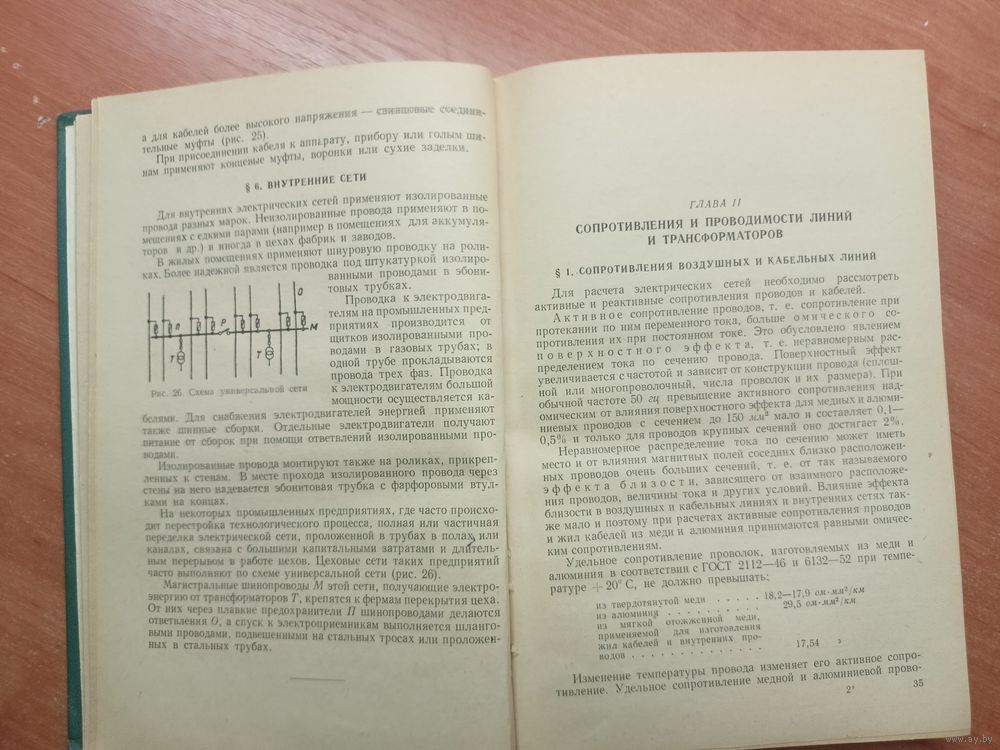 а для кабелей более высокого напряжения — свинцовые соедини-
тельные муфты (рис. 25).
При присоединении кабеля к аппарату, прибору или голым ши-
нам применяют концевые муфты, воронки или сухие заделки.
§ 6. ВНУТРЕННИЕ СЕТИ
Для внутренних электрических сетей применяют изолированные
провода разных марок. Неизолированные провода применяют в по-
мещениях с едкими парами (например в помещениях для аккумуля-
торов и др.) и иногда в цехах фабрик и заводов.
В жилых помещениях применяют шнуровую проводку на роли-
ках. Более надежной является проводка под штукатуркой изолиро-
ванными проводами в эбони-
товых трубках.
Проводка к электродвига-
телям на промышленных пред-
приятиях производится от
щитков изолированными про-
водами в газовых трубах; в
одной трубе прокладываются
провода трех фаз. Проводка
к электродвигателям большой
мощности осуществляется ка-
О
П
Р
М
Т
Т
Рис. 26. Схема универсальной сети
белями. Для снабжения электродвигателей энергией применяют
также шинные сборки. Отдельные электродвигатели получают
питание от сборок при помощи ответвлений изолированными про-
водами.
Изолированные провода монтируют также на роликах, прикреп-
ленных к стенам. В месте прохода изолированного провода через
стены на него надевается эбонитовая трубка с фарфоровыми втул-
ками на концах.
На некоторых промышленных предприятиях, где часто происхо-
дит перестройка технологического процесса, полная или частичная
переделка электрической сети, проложенной в трубах в полах или
каналах, связана с большими капитальными затратами и длитель-
ным перерывом в работе цехов. Цеховые сети таких предприятий
часто выполняют по схеме универсальной сети (рис. 26).
Магистральные шинопроводы М этой сети, получающие электро-
энергию от трансформаторов Т, крепятся к фермам перекрытия цеха.
От них через плавкие предохранители П шинопроводами делаются
ответвления О, а спуск к электроприемникам выполняется шланго-
выми проводами, подвешенными на стальных тросах или проложен-
ных в стальных трубах.
ГЛАВА II
СОПРОТИВЛЕНИЯ И ПРОВОДИМОСТИ ЛИНИЙ
И ТРАНСФОРМАТОРОВ
§ 1. СОПРОТИВЛЕНИЯ ВОЗДУШНЫХ И КАБЕЛЬНЫХ ЛИНИЙ
Для расчета электрических сетей необходимо рассмотреть
активные и реактивные сопротивления проводов и кабелей.
Активное сопротивление проводов, т. е. сопротивление при
протекании по ним переменного тока, больше омического со-
противления их при постоянном токе. Это обусловлено явлением
поверхностного эффекта, т. е. неравномерным рас-
пределением тока по сечению провода. Поверхностный эффект
увеличивается с частотой и зависит от конструкции провода (сплош-
ной или многопроволочный, числа проволок и их размера). При
обычной частоте 50 гц превышение активного сопротивления над
омическим от влияния поверхностного эффекта для медных и алюми-
ниевых проводов с сечением до 150 мм² мало и составляет 0,1—
0,5% и только для проводов крупных сечений оно достигает 2%.
Неравномерное распределение тока по сечению может иметь
место и от влияния магнитных полей соседних близко расположен-
ных проводов очень больших сечений, т. е. от так называемого
эффекта близости, зависящего от взаимного расположе-
ния проводов, величины тока и других условий. Влияние эффекта
близости в воздушных и кабельных линиях и внутренних сетях так-
же мало и поэтому при расчетах активные сопротивления проводов
и жил кабелей из меди и алюминия принимаются равными омичес-
ким сопротивлениям.
Удельное сопротивление проволок, изготовляемых из меди и
алюминия в соответствии с ГОСТ 2112—46 и 6132—52 при темпе-
ратуре + 20° С, не должно превышать:
из твердотянутой меди . . . . . 18,2—17,9 ом·мм²/км
из алюминия . . . . . . . . . . 29,5 ом·мм²/км
из мягкой отожженной меди,
применяемой для изготовления
жил кабелей и внутренних про-
водов . . . . . . . . . . . . . 17,54 э
Изменение температуры провода изменяет его активное сопро-
тивление. Удельное сопротивление медной и алюминиевой прово-
2* 35
www.ay.by